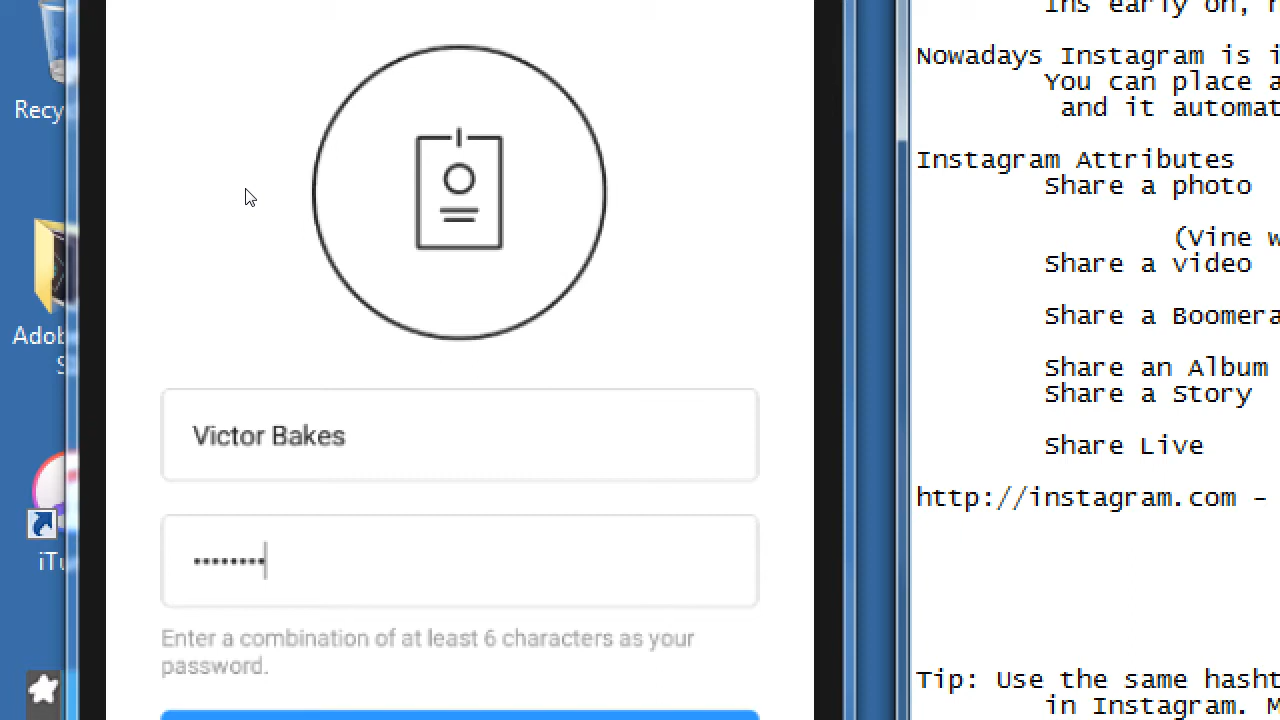 Recy
Adob
S
iTu
Victor Bakes
••••••••
Enter a combination of at least 6 characters as your
password.
Ins early on,
Nowadays Instagram is i
You can place a
and it automat
Instagram Attributes
Share a photo
(Vine w
Share a video
Share a Boomera
Share an Album
Share a Story
Share Live
http://instagram.com –
Tip: Use the same hasht
in Instagram. M